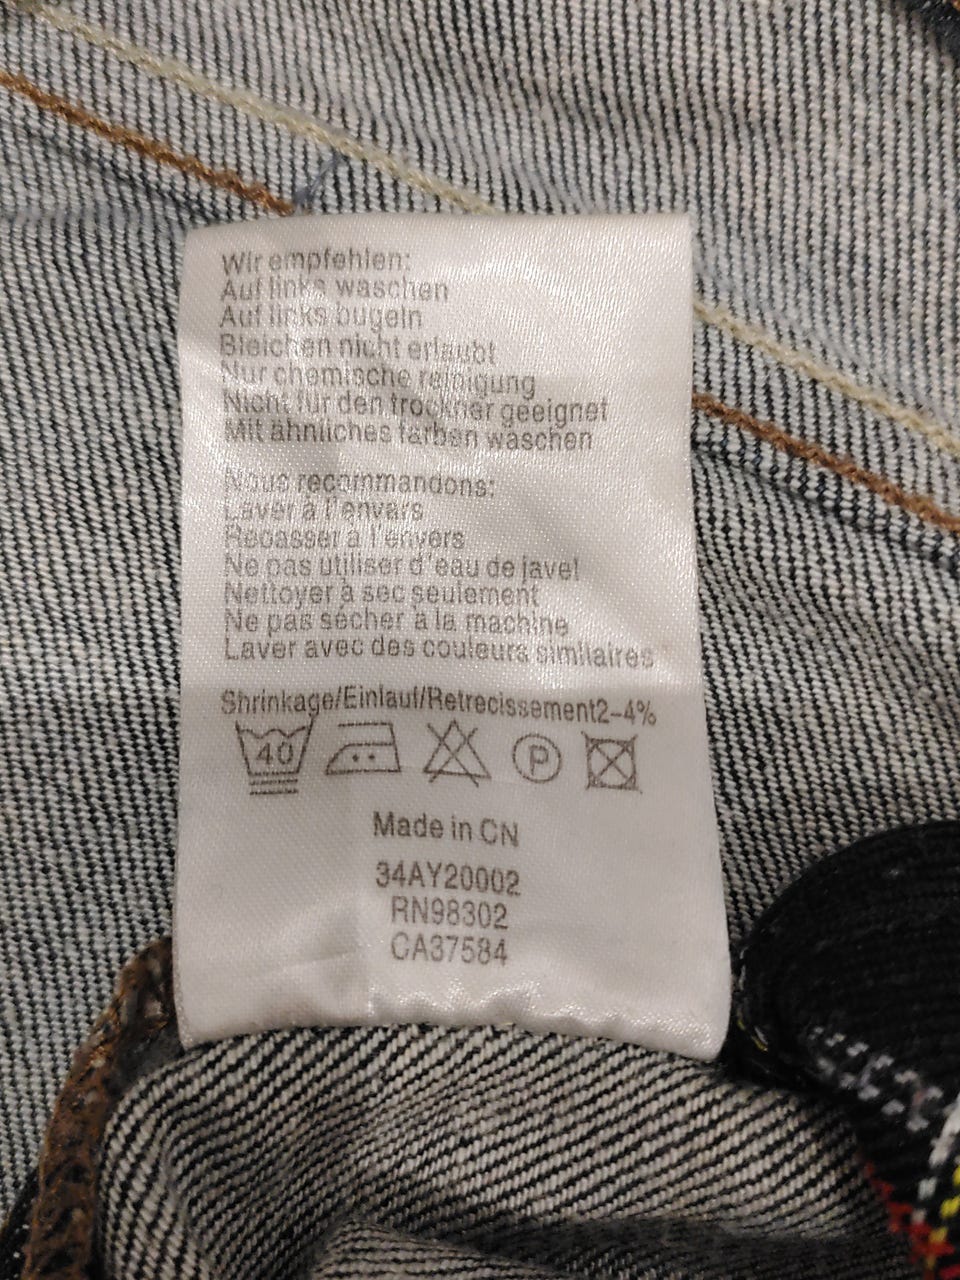 Wir empfehlen:
Auf links waschen
Auf links bugeln
Bleichen nicht erlaubt
Nur chemische reinigung
Nicht für den trockner geeignet
Mit ähnliches farben waschen
Nous recommandons:
Laver à l'envars
Repasser à l'envers
Ne pas utiliser d'eau de javel
Nettoyer à sec seulement
Ne pas sécher à la machine
Laver avec des couleurs similaires
Shrinkage/Einlauf/Retrecissement2-4%
40 P
Made in CN
34AY20002
RN98302
CA37584